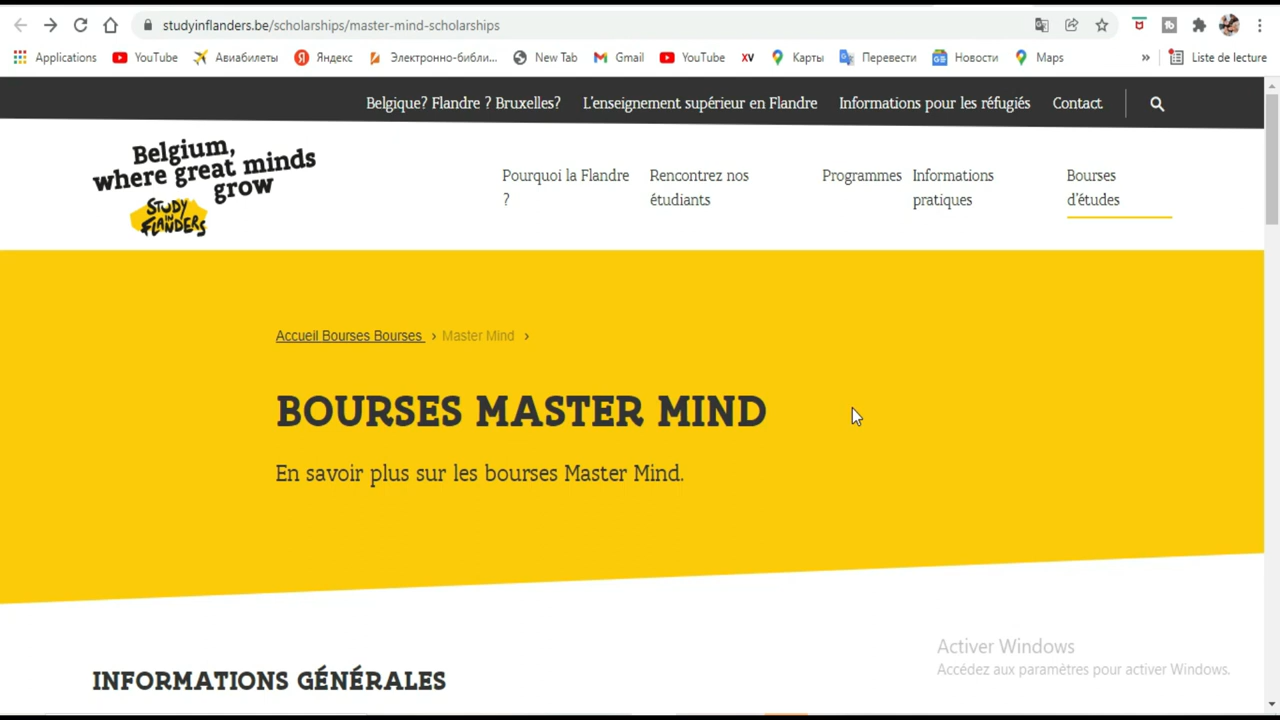 studyinflanders.be/scholarships/master-mind-scholarships
Applications YouTube Авиабилеты Яндекс Электронно-библи... New Tab Gmail YouTube XV Карты Перевести Новости Maps » Liste de lecture
Belgique? Flandre ? Bruxelles? L'enseignement supérieur en Flandre Informations pour les réfugiés Contact
Belgium,
where great minds
grow
STUDY
IN
FLANDERS
Pourquoi la Flandre
?
Rencontrez nos
étudiants
Programmes
Informations
pratiques
Bourses
d'études
Accueil Bourses Bourses › Master Mind ›
BOURSES MASTER MIND
En savoir plus sur les bourses Master Mind.
Activer Windows
Accédez aux paramètres pour activer Windows.
INFORMATIONS GÉNÉRALES